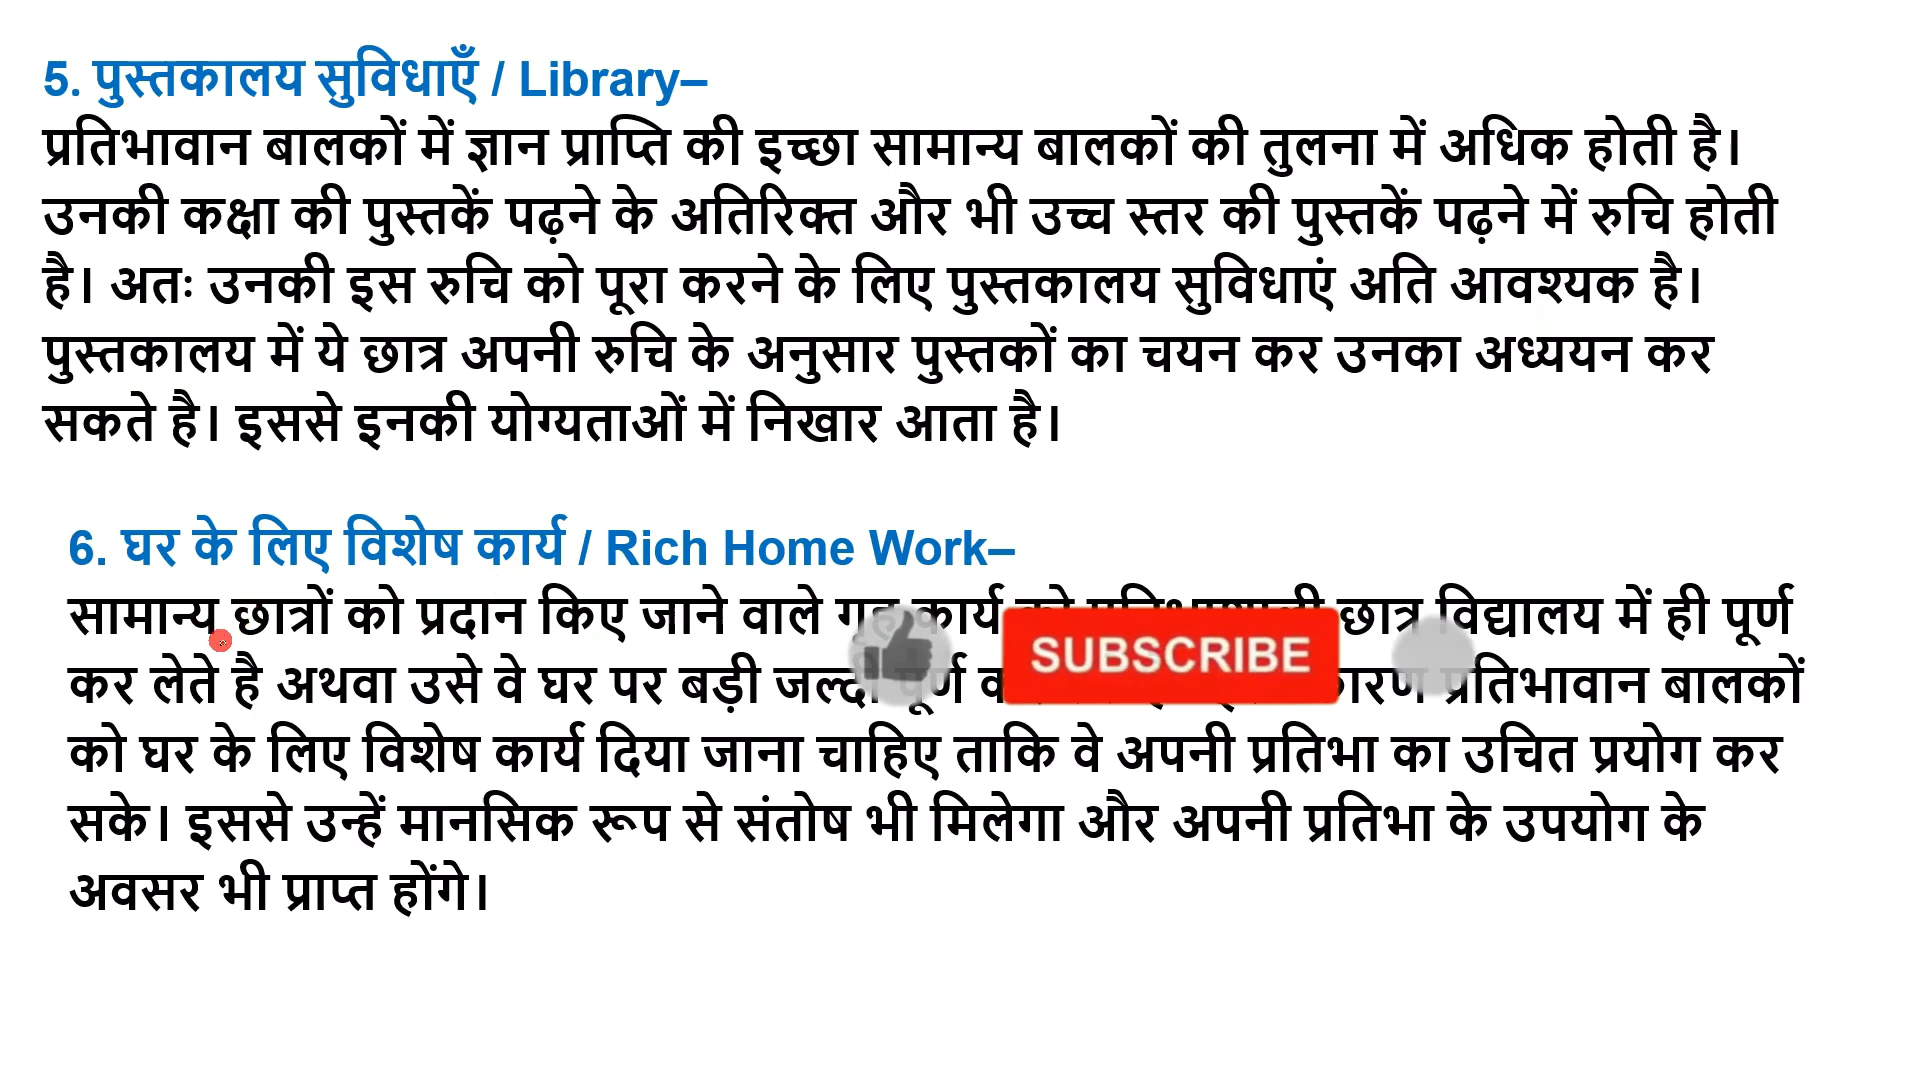 5. पुस्तकालय सुविधाएँ / Library–
प्रतिभावान बालकों में ज्ञान प्राप्ति की इच्छा सामान्य बालकों की तुलना में अधिक होती है।
उनकी कक्षा की पुस्तकें पढ़ने के अतिरिक्त और भी उच्च स्तर की पुस्तकें पढ़ने में रुचि होती
है। अतः उनकी इस रुचि को पूरा करने के लिए पुस्तकालय सुविधाएं अति आवश्यक है।
पुस्तकालय में ये छात्र अपनी रुचि के अनुसार पुस्तकों का चयन कर उनका अध्ययन कर
सकते है। इससे इनकी योग्यताओं में निखार आता है।
6. घर के लिए विशेष कार्य / Rich Home Work–
सामान्य छात्रों को प्रदान किए जाने वाले गृह कार्य को प्रतिभाशाली छात्र विद्यालय में ही पूर्ण
SUBSCRIBE
कर लेते है अथवा उसे वे घर पर बड़ी जल्दी पूर्ण प्रतिभावान बालकों
को घर के लिए विशेष कार्य दिया जाना चाहिए ताकि वे अपनी प्रतिभा का उचित प्रयोग कर
सके। इससे उन्हें मानसिक रूप से संतोष भी मिलेगा और अपनी प्रतिभा के उपयोग के
अवसर भी प्राप्त होंगे।